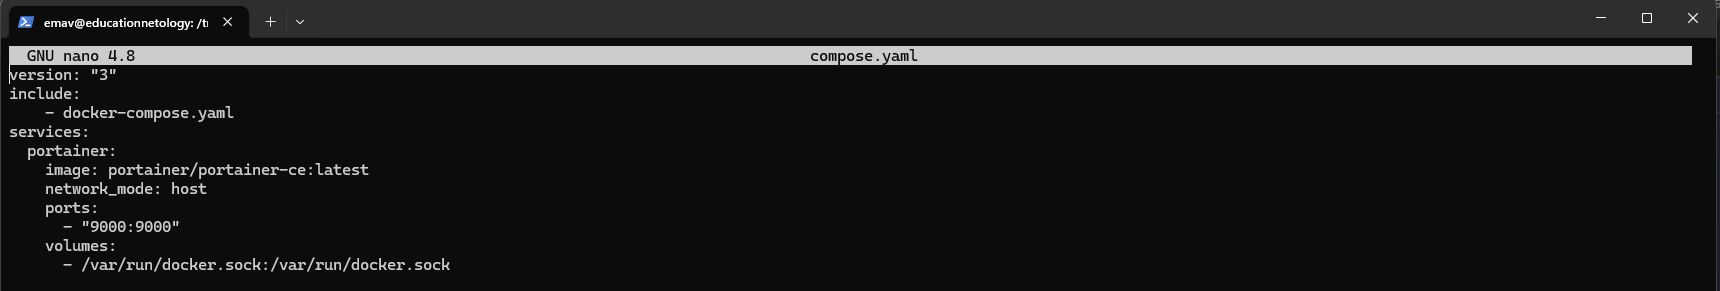 emav@educationnetology: /tr
GNU nano 4.8 compose.yaml
version: "3"
include:
    - docker-compose.yaml
services:
  portainer:
    image: portainer/portainer-ce:latest
    network_mode: host
    ports:
      - "9000:9000"
    volumes:
      - /var/run/docker.sock:/var/run/docker.sock